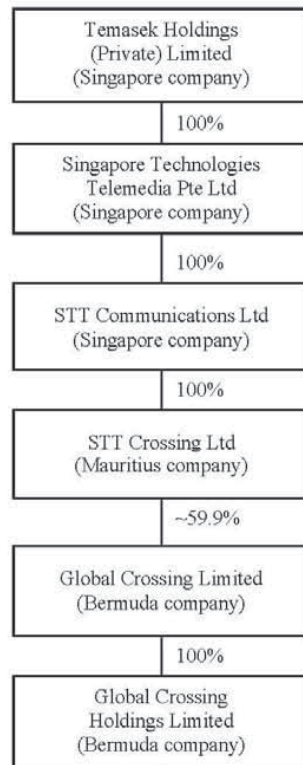 Temasek Holdings
(Private) Limited
(Singapore company)
100%
Singapore Technologies
Telemedia Pte Ltd
(Singapore company)
100%
STT Communications Ltd
(Singapore company)
100%
STT Crossing Ltd
(Mauritius company)
~59.9%
Global Crossing Limited
(Bermuda company)
100%
Global Crossing
Holdings Limited
(Bermuda company)